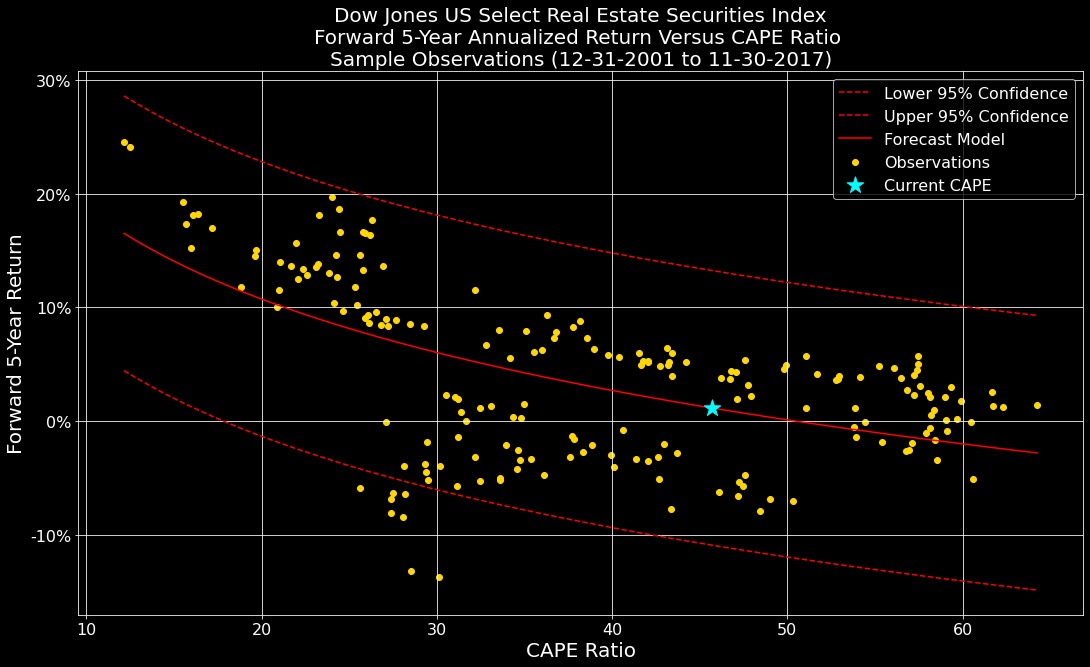 Dow Jones US Select Real Estate Securities Index
Forward 5-Year Annualized Return Versus CAPE Ratio
Sample Observations (12-31-2001 to 11-30-2017)
Lower 95% Confidence
Upper 95% Confidence
Forecast Model
Observations
Current CAPE
Forward 5-Year Return
30%
20%
10%
0%
-10%
10 20 30 40 50 60
CAPE Ratio